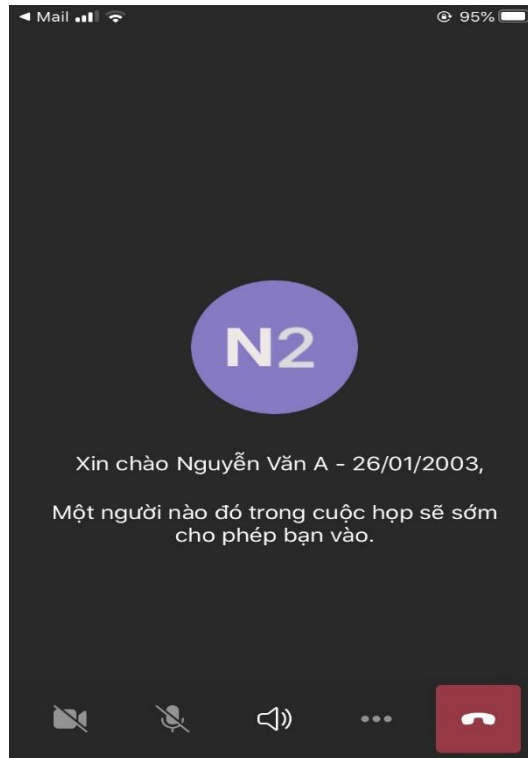 Mail 95%
N2
Xin chào Nguyễn Văn A - 26/01/2003,
Một người nào đó trong cuộc họp sẽ sớm
cho phép bạn vào.